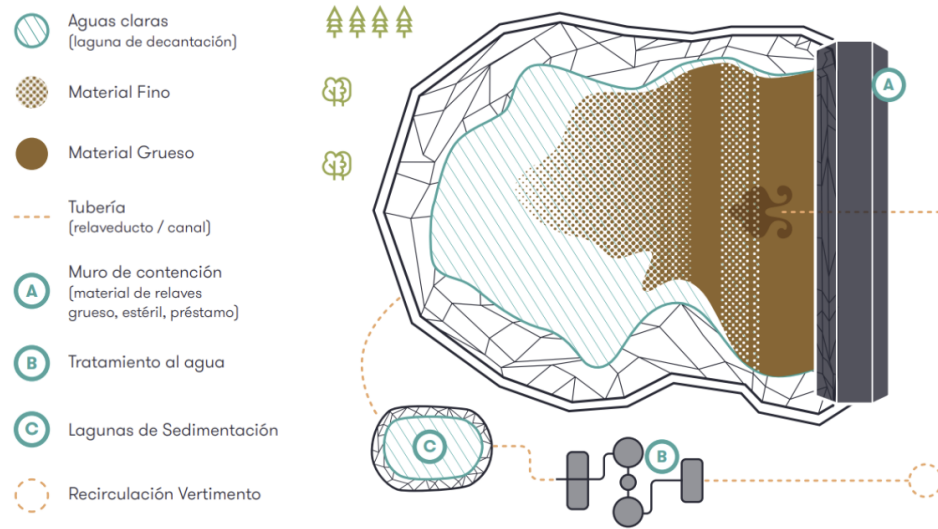 Aguas claras
(laguna de decantación)
Material Fino
Material Grueso
Tubería
(relaveducto / canal)
A
Muro de contención
(material de relaves
grueso, estéril, préstamo)
B
Tratamiento al agua
C
Lagunas de Sedimentación
Recirculación Vertimento
A
C
B